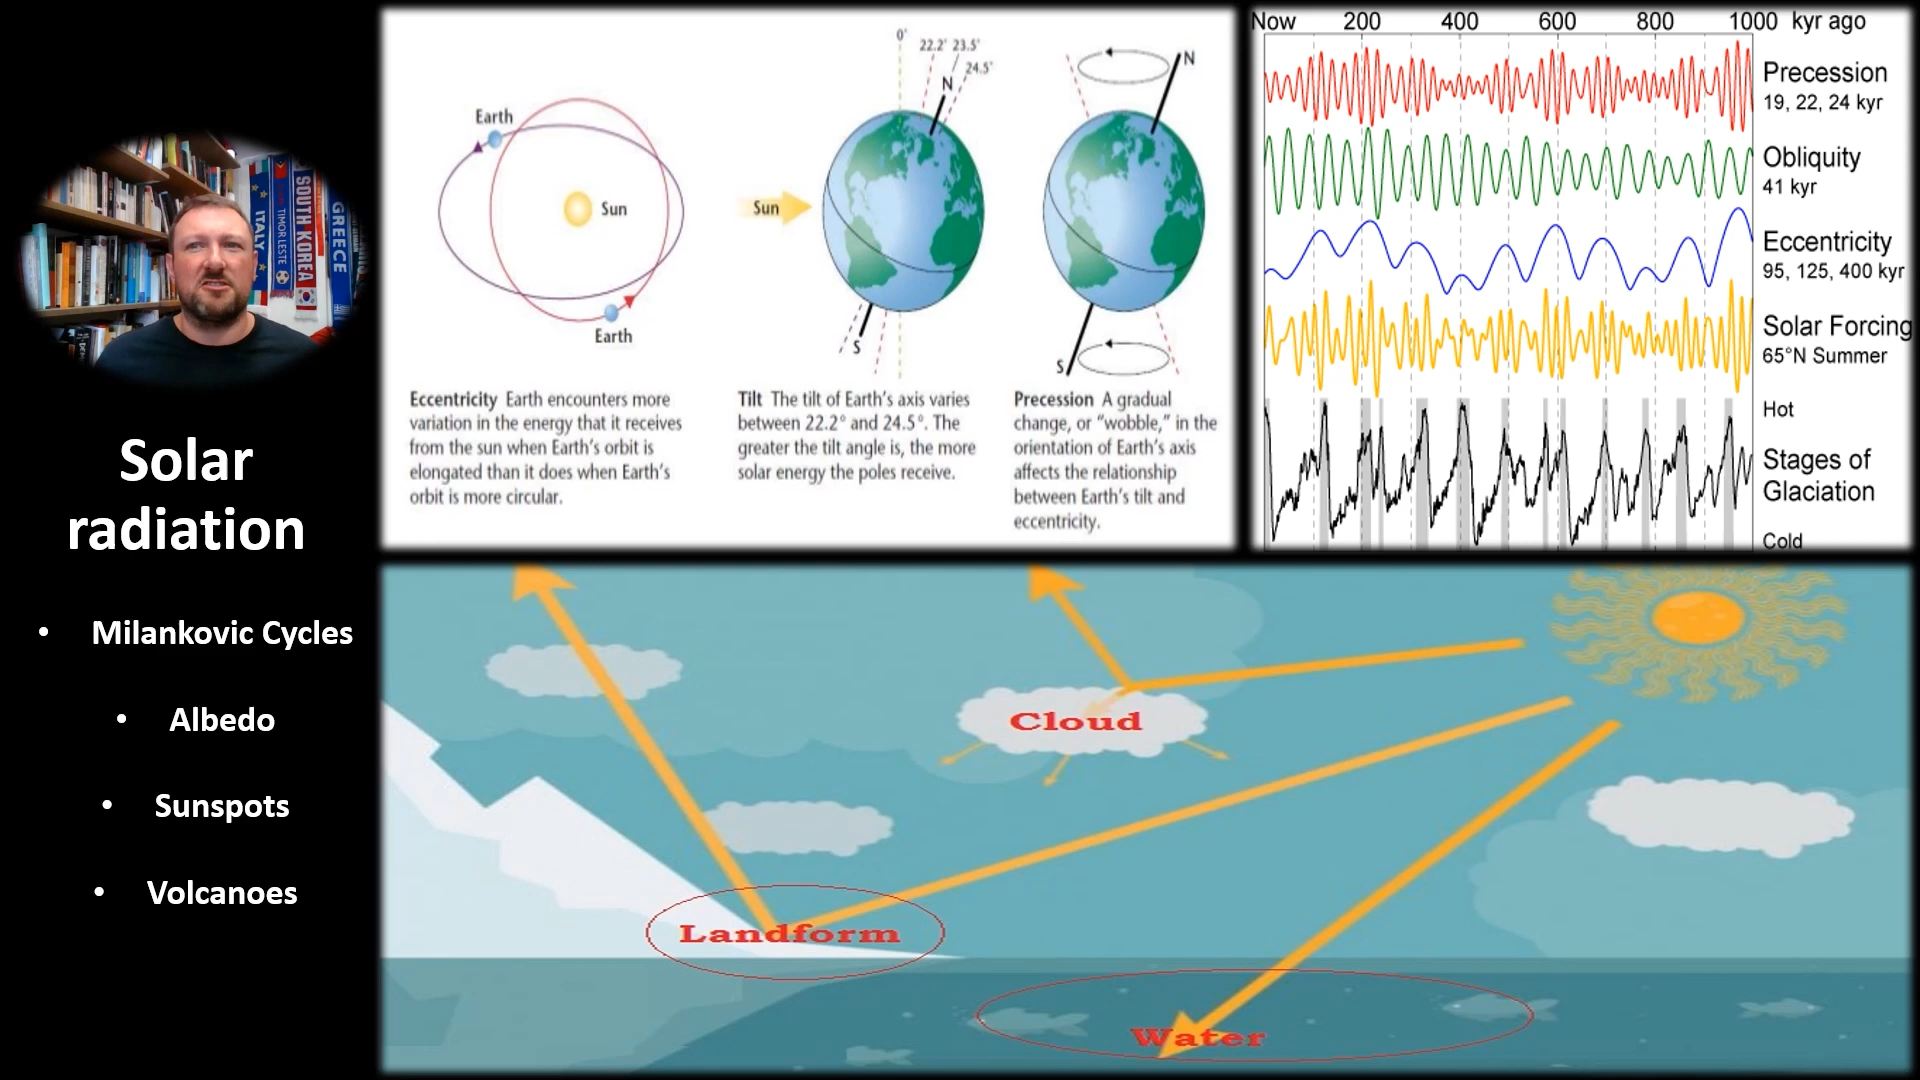 ITALY
TIMOR LESTE
SOUTH KOREA
GREECE
Solar
radiation
• Milankovic Cycles
• Albedo
• Sunspots
• Volcanoes
Earth
Sun
Earth
Eccentricity Earth encounters more
variation in the energy that it receives
from the sun when Earth's orbit is
elongated than it does when Earth's
orbit is more circular.
0°
22.2° 23.5°
24.5°
N
Sun
S
Tilt The tilt of Earth's axis varies
between 22.2° and 24.5°. The
greater the tilt angle is, the more
solar energy the poles receive.
N
S
Precession A gradual
change, or “wobble,” in the
orientation of Earth's axis
affects the relationship
between Earth's tilt and
eccentricity.
Now 200 400 600 800 1000 kyr ago
Precession
19, 22, 24 kyr
Obliquity
41 kyr
Eccentricity
95, 125, 400 kyr
Solar Forcing
65°N Summer
Hot
Stages of
Glaciation
Cold
Cloud
Landform
Water